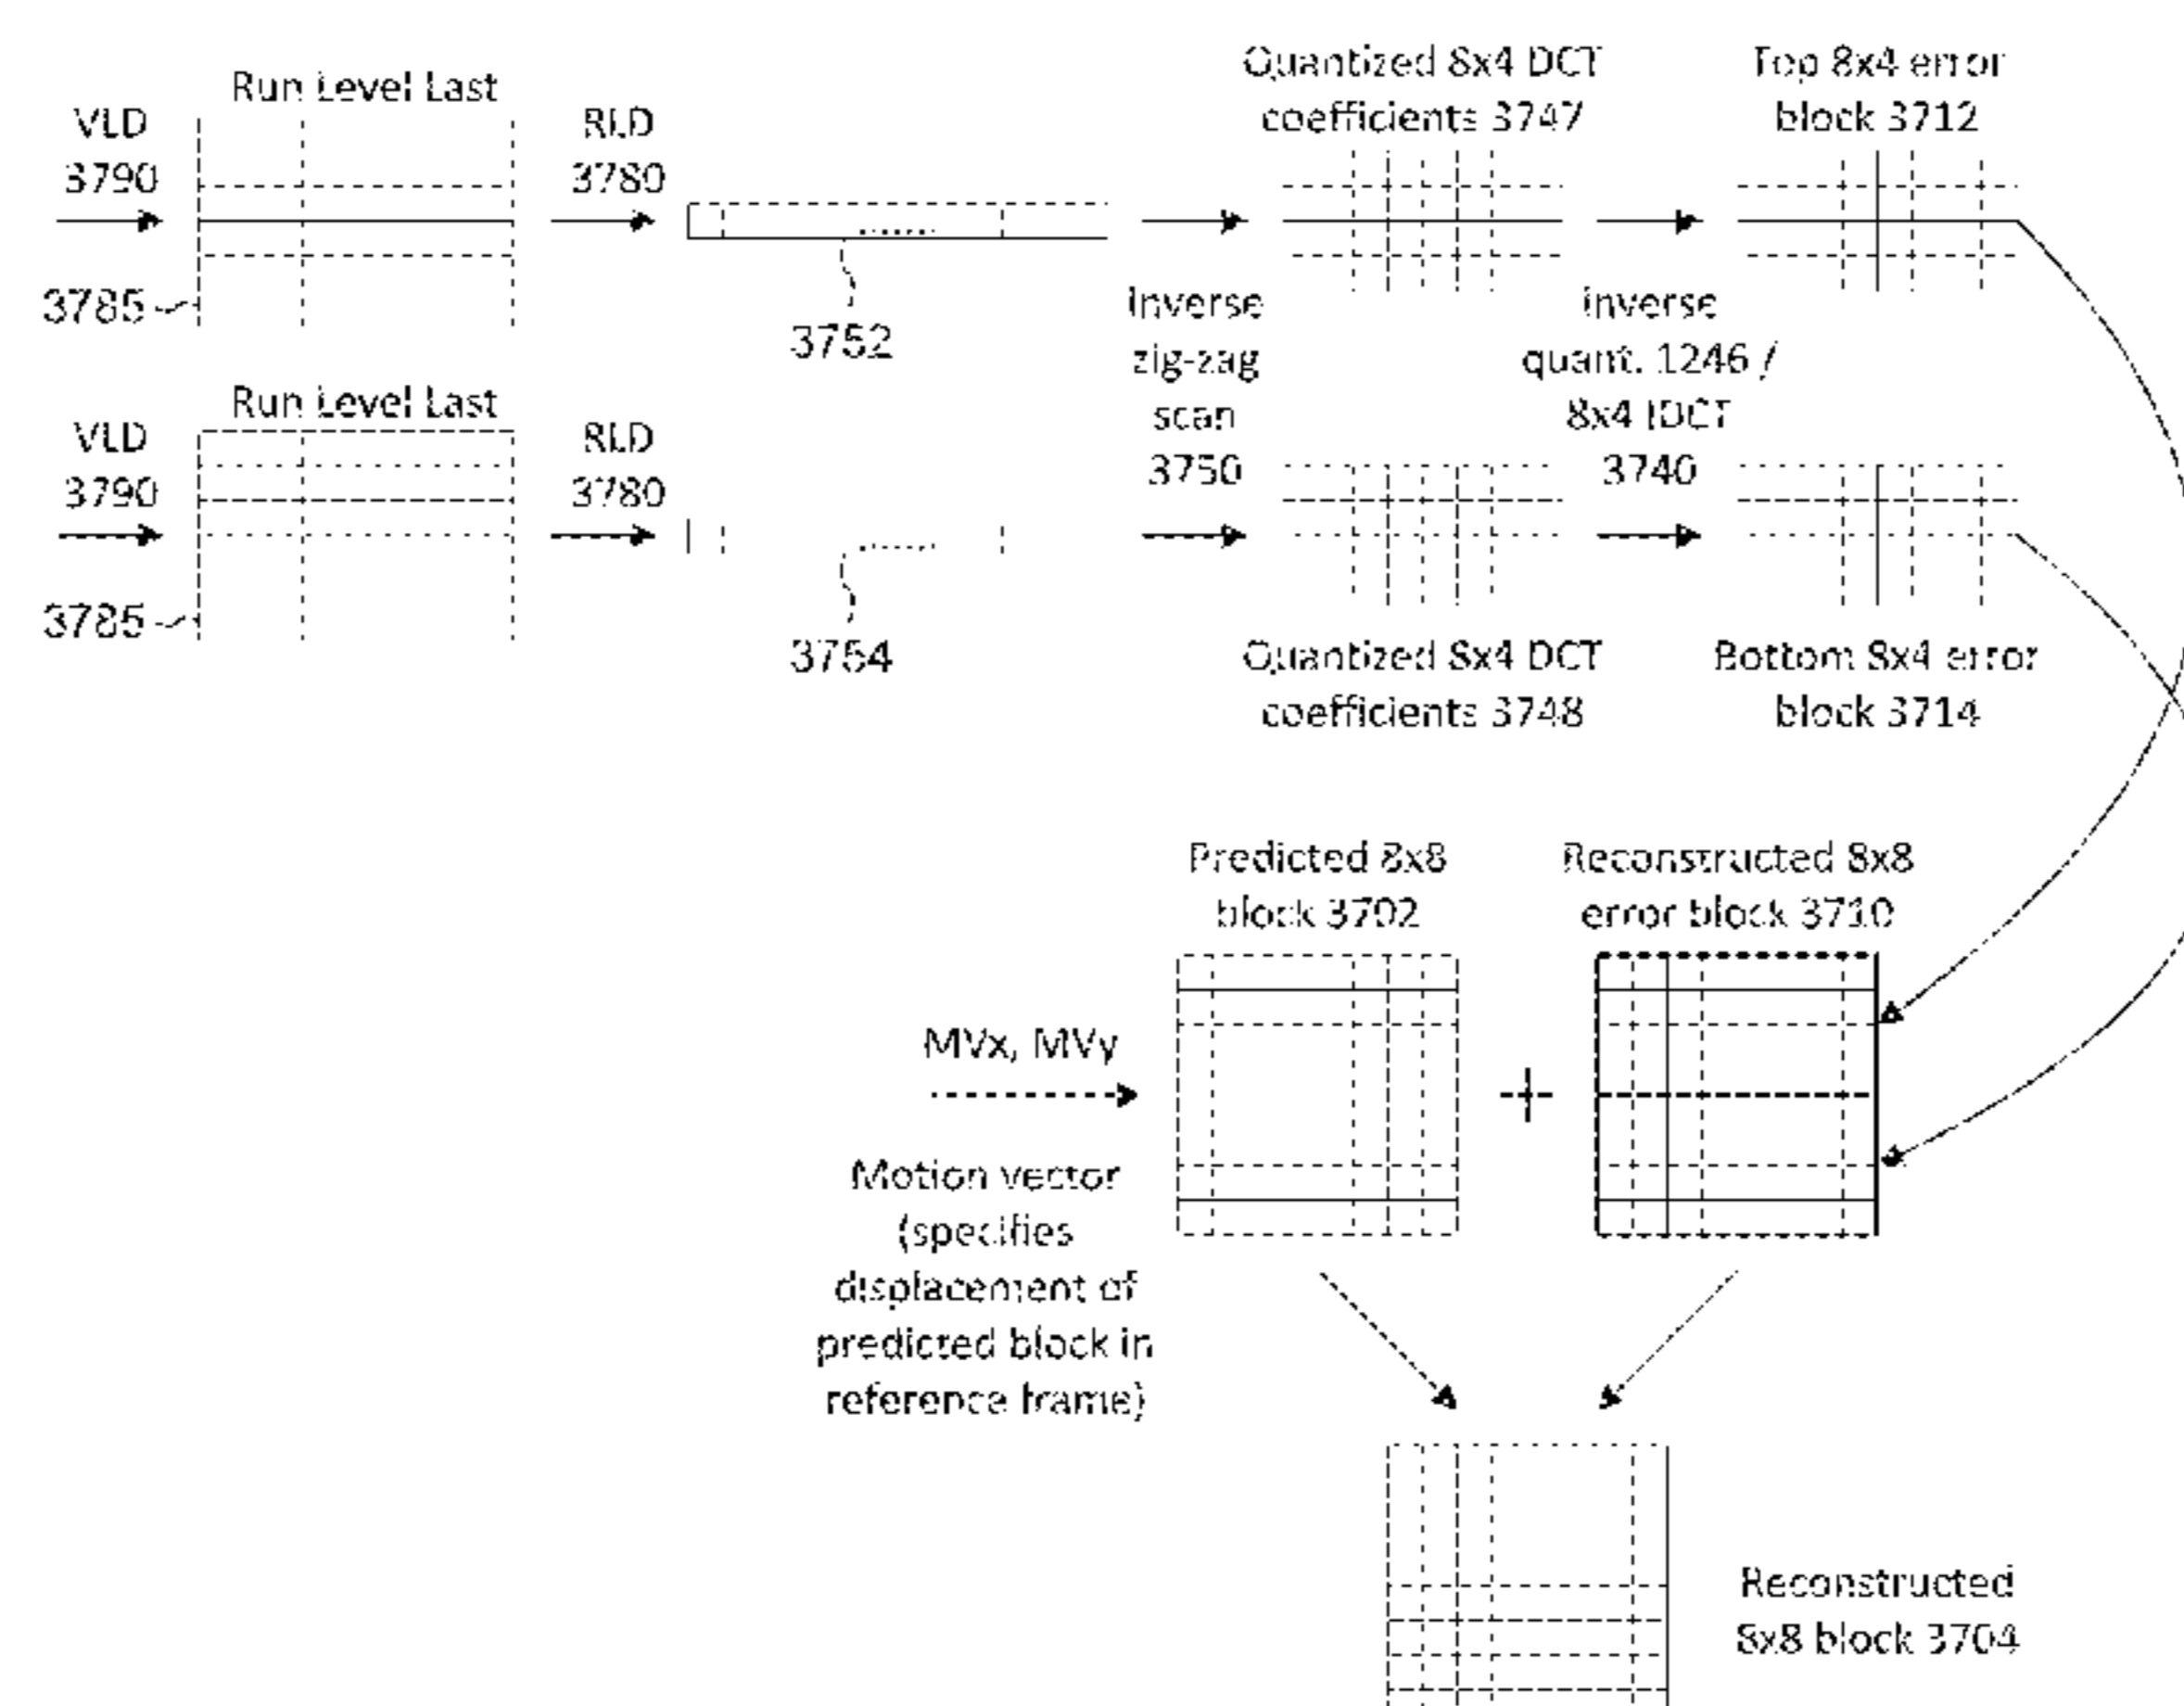 Run Level Last
VLD
3790
RLD
3780
Quantized 8x4 DCT
coefficients 3747
Top 8x4 error
block 3712
3785
3752
Inverse
zig-zag
scan
3750
Inverse
quant. 1246 /
8x4 IDCT
3740
Run Level Last
VLD
3790
RLD
3780
3785
3754
Quantized 8x4 DCT
coefficients 3748
Bottom 8x4 error
block 3714
Predicted 8x8
block 3702
Reconstructed 8x8
error block 3710
MVx, MVy
+
Motion vector
(specifies
displacement of
predicted block in
reference frame)
Reconstructed
8x8 block 3704